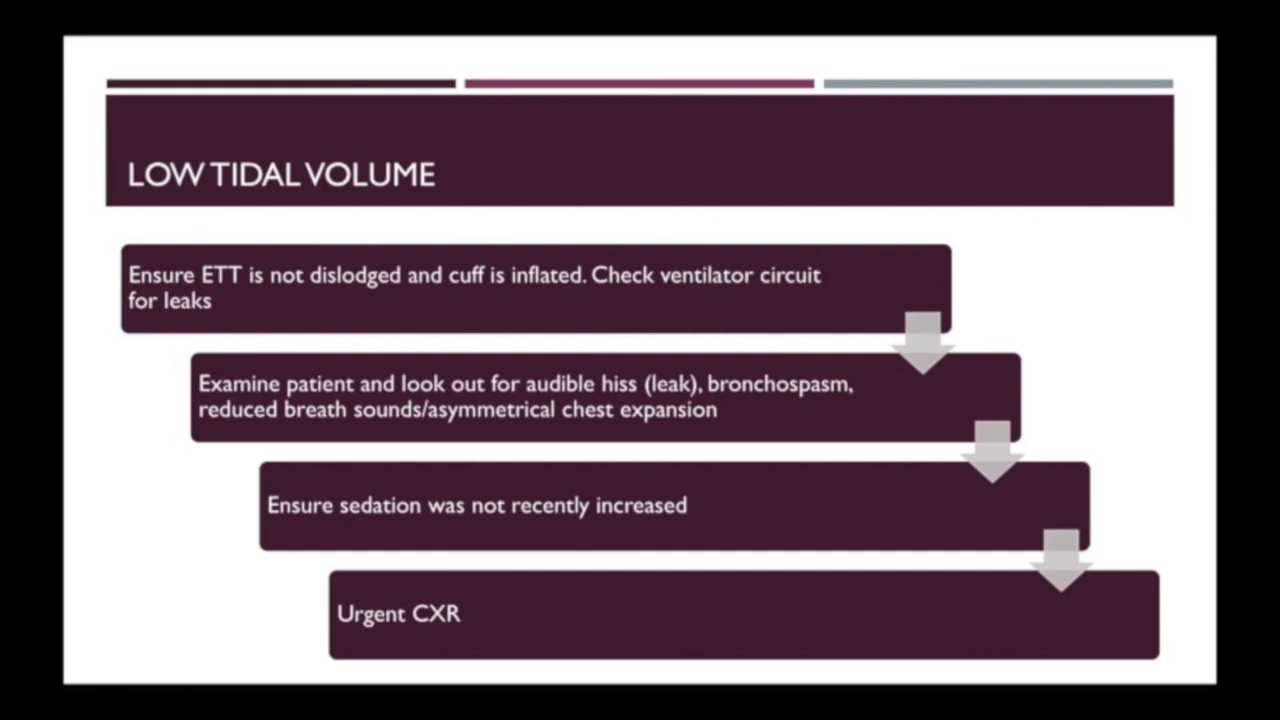 LOW TIDAL VOLUME
Ensure ETT is not dislodged and cuff is inflated. Check ventilator circuit
for leaks
Examine patient and look out for audible hiss (leak), bronchospasm,
reduced breath sounds/asymmetrical chest expansion
Ensure sedation was not recently increased
Urgent CXR